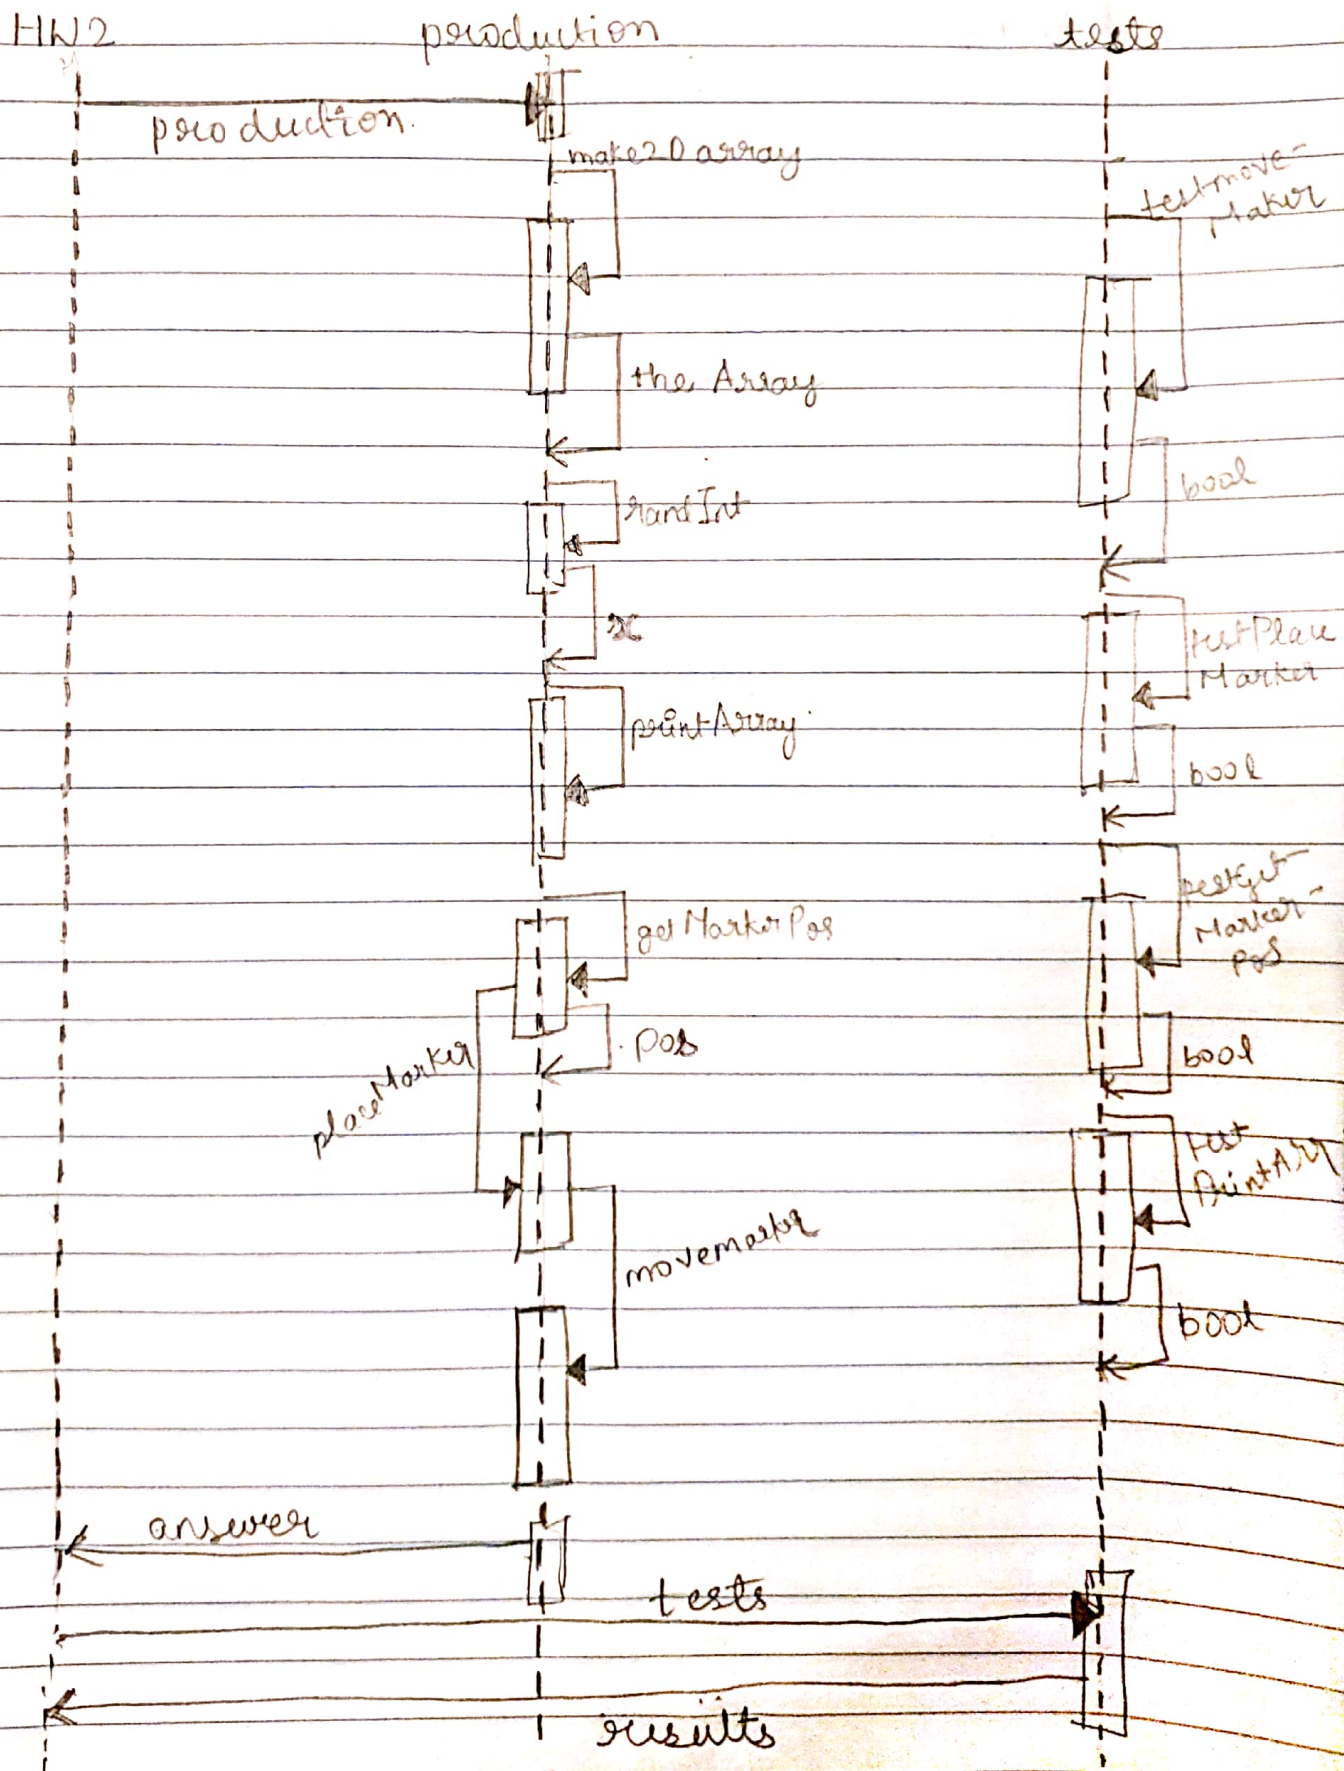 HW2
production
tests
production.
make2Darray
testmove-
Maker
the Array
bool
randInt
x
testPlace
Marker
printArray
bool
testGet-
Marker-
Pos
getMarkerPos
Pos
bool
placeMarker
test
PrintArr
movemarker
bool
answer
tests
results